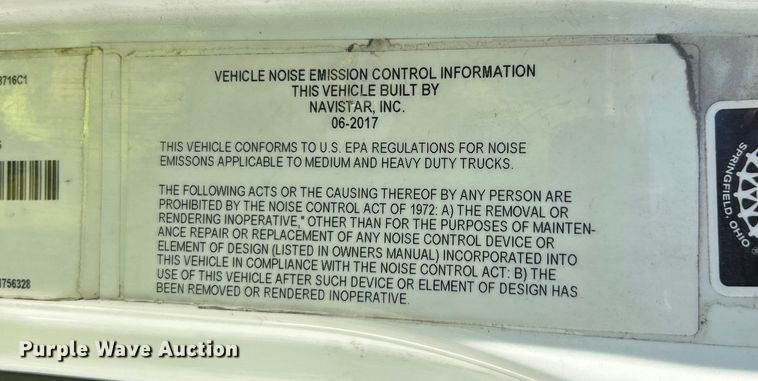 3716C1
VEHICLE NOISE EMISSION CONTROL INFORMATION
THIS VEHICLE BUILT BY
NAVISTAR, INC.
06-2017
THIS VEHICLE CONFORMS TO U.S. EPA REGULATIONS FOR NOISE
EMISSONS APPLICABLE TO MEDIUM AND HEAVY DUTY TRUCKS.
THE FOLLOWING ACTS OR THE CAUSING THEREOF BY ANY PERSON ARE
PROHIBITED BY THE NOISE CONTROL ACT OF 1972: A) THE REMOVAL OR
RENDERING INOPERATIVE," OTHER THAN FOR THE PURPOSES OF MAINTEN-
ANCE REPAIR OR REPLACEMENT OF ANY NOISE CONTROL DEVICE OR
ELEMENT OF DESIGN (LISTED IN OWNERS MANUAL) INCORPORATED INTO
THIS VEHICLE IN COMPLIANCE WITH THE NOISE CONTROL ACT: B) THE
USE OF THIS VEHICLE AFTER SUCH DEVICE OR ELEMENT OF DESIGN HAS
BEEN REMOVED OR RENDERED INOPERATIVE.
1756328
SPRINGFIELD, OHIO
Purple Wave Auction